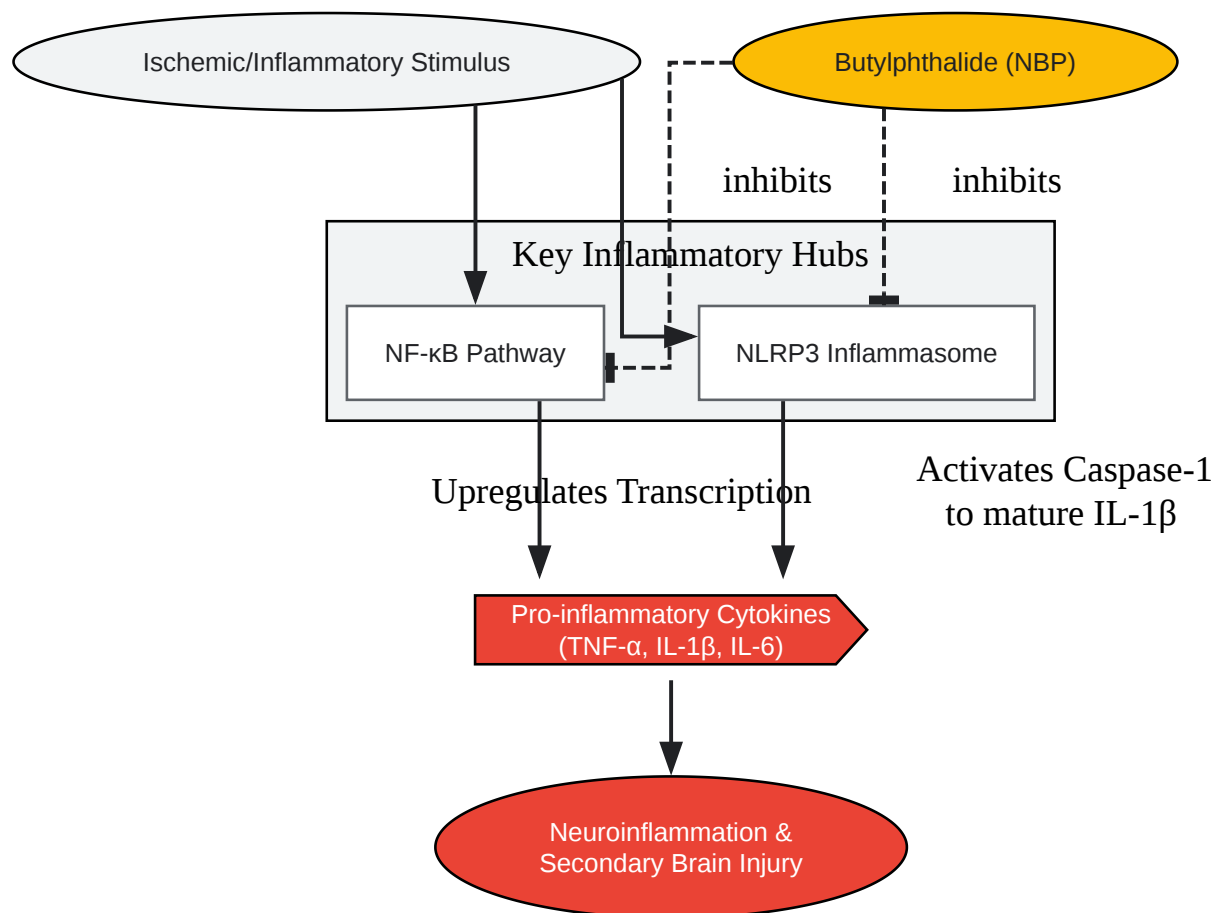 Ischemic/Inflammatory Stimulus
Butylphthalide (NBP)
inhibits
inhibits
Key Inflammatory Hubs
NF-κB Pathway
NLRP3 Inflammasome
Upregulates Transcription
Activates Caspase-1
to mature IL-1β
Pro-inflammatory Cytokines
(TNF-α, IL-1β, IL-6)
Neuroinflammation &
Secondary Brain Injury